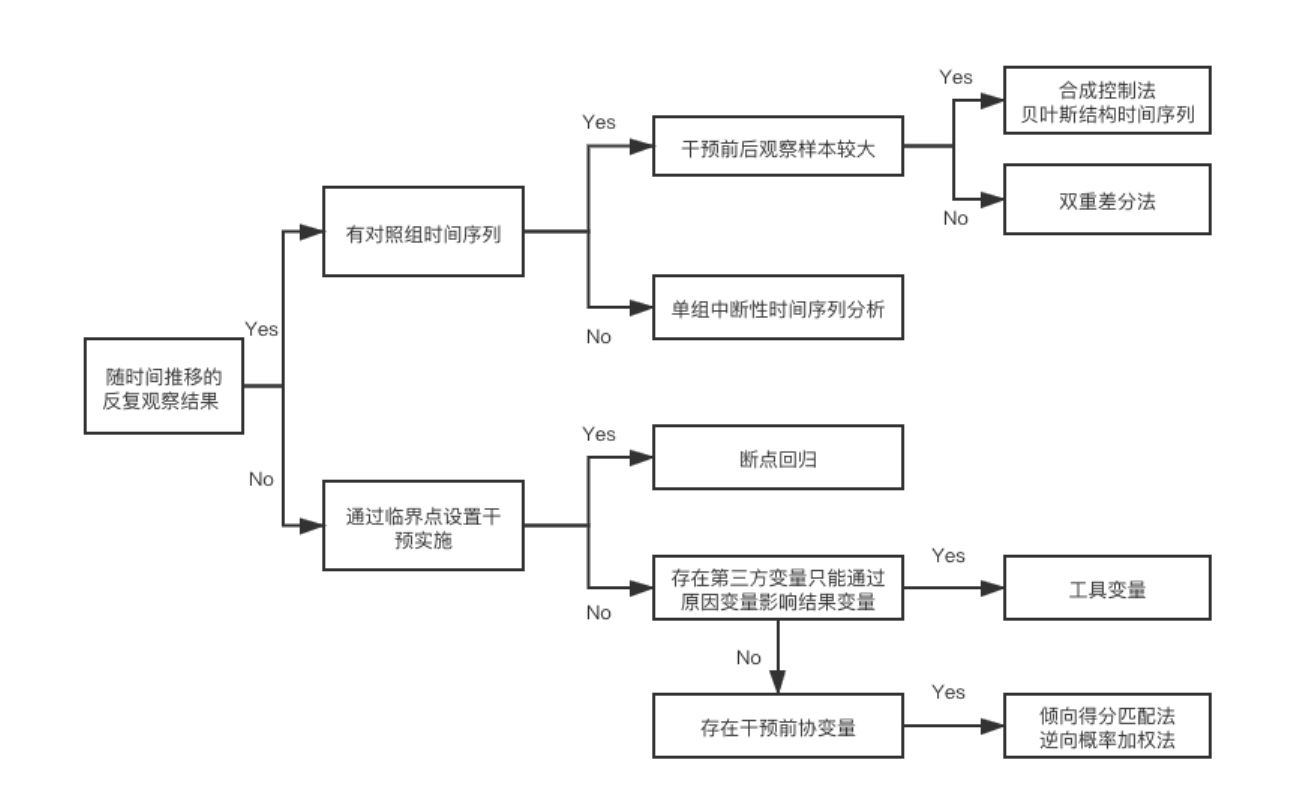 Yes
合成控制法
贝叶斯结构时间序列
Yes
干预前后观察样本较大
No
双重差分法
有对照组时间序列
No
单组中断性时间序列分析
Yes
随时间推移的
反复观察结果
No
Yes
断点回归
通过临界点设置干
预实施
No
存在第三方变量只能通过
原因变量影响结果变量
Yes
工具变量
No
存在干预前协变量
Yes
倾向得分匹配法
逆向概率加权法